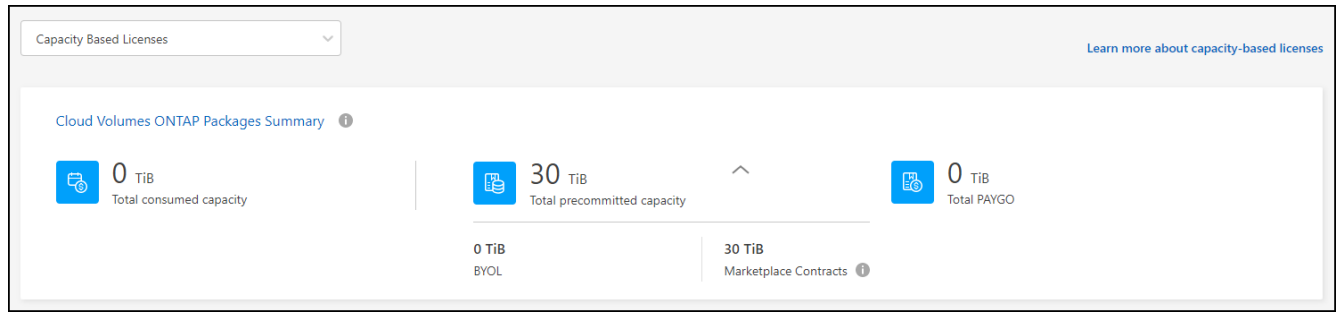 Capacity Based Licenses
Learn more about capacity-based licenses
Cloud Volumes ONTAP Packages Summary
0 TiB
Total consumed capacity
30 TiB
Total precommitted capacity
0 TiB
Total PAYGO
0 TiB
BYOL
30 TiB
Marketplace Contracts